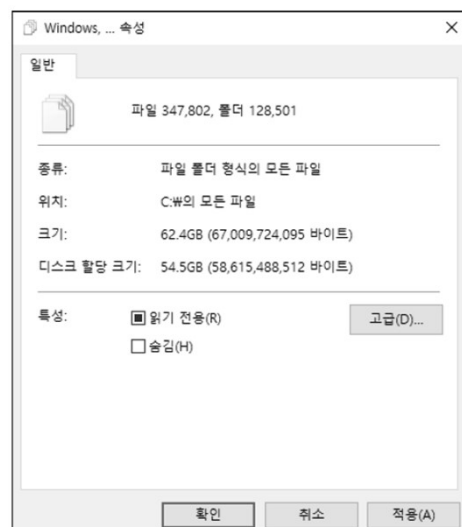 Windows, ... 속성
일반
파일 347,802, 폴더 128,501
종류: 파일 폴더 형식의 모든 파일
위치: C:₩의 모든 파일
크기: 62.4GB (67,009,724,095 바이트)
디스크 할당 크기: 54.5GB (58,615,488,512 바이트)
특성: 읽기 전용(R) 고급(D)...
숨김(H)
확인 취소 적용(A)